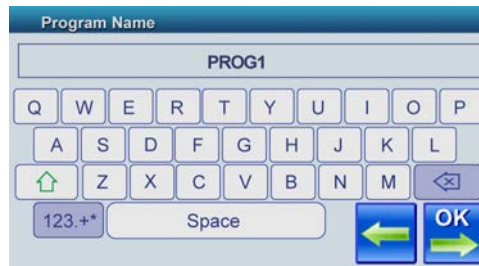 Program Name
PROG1
Q W E R T Y U I O P
A S D F G H J K L
Z X C V B N M
123.+* Space OK